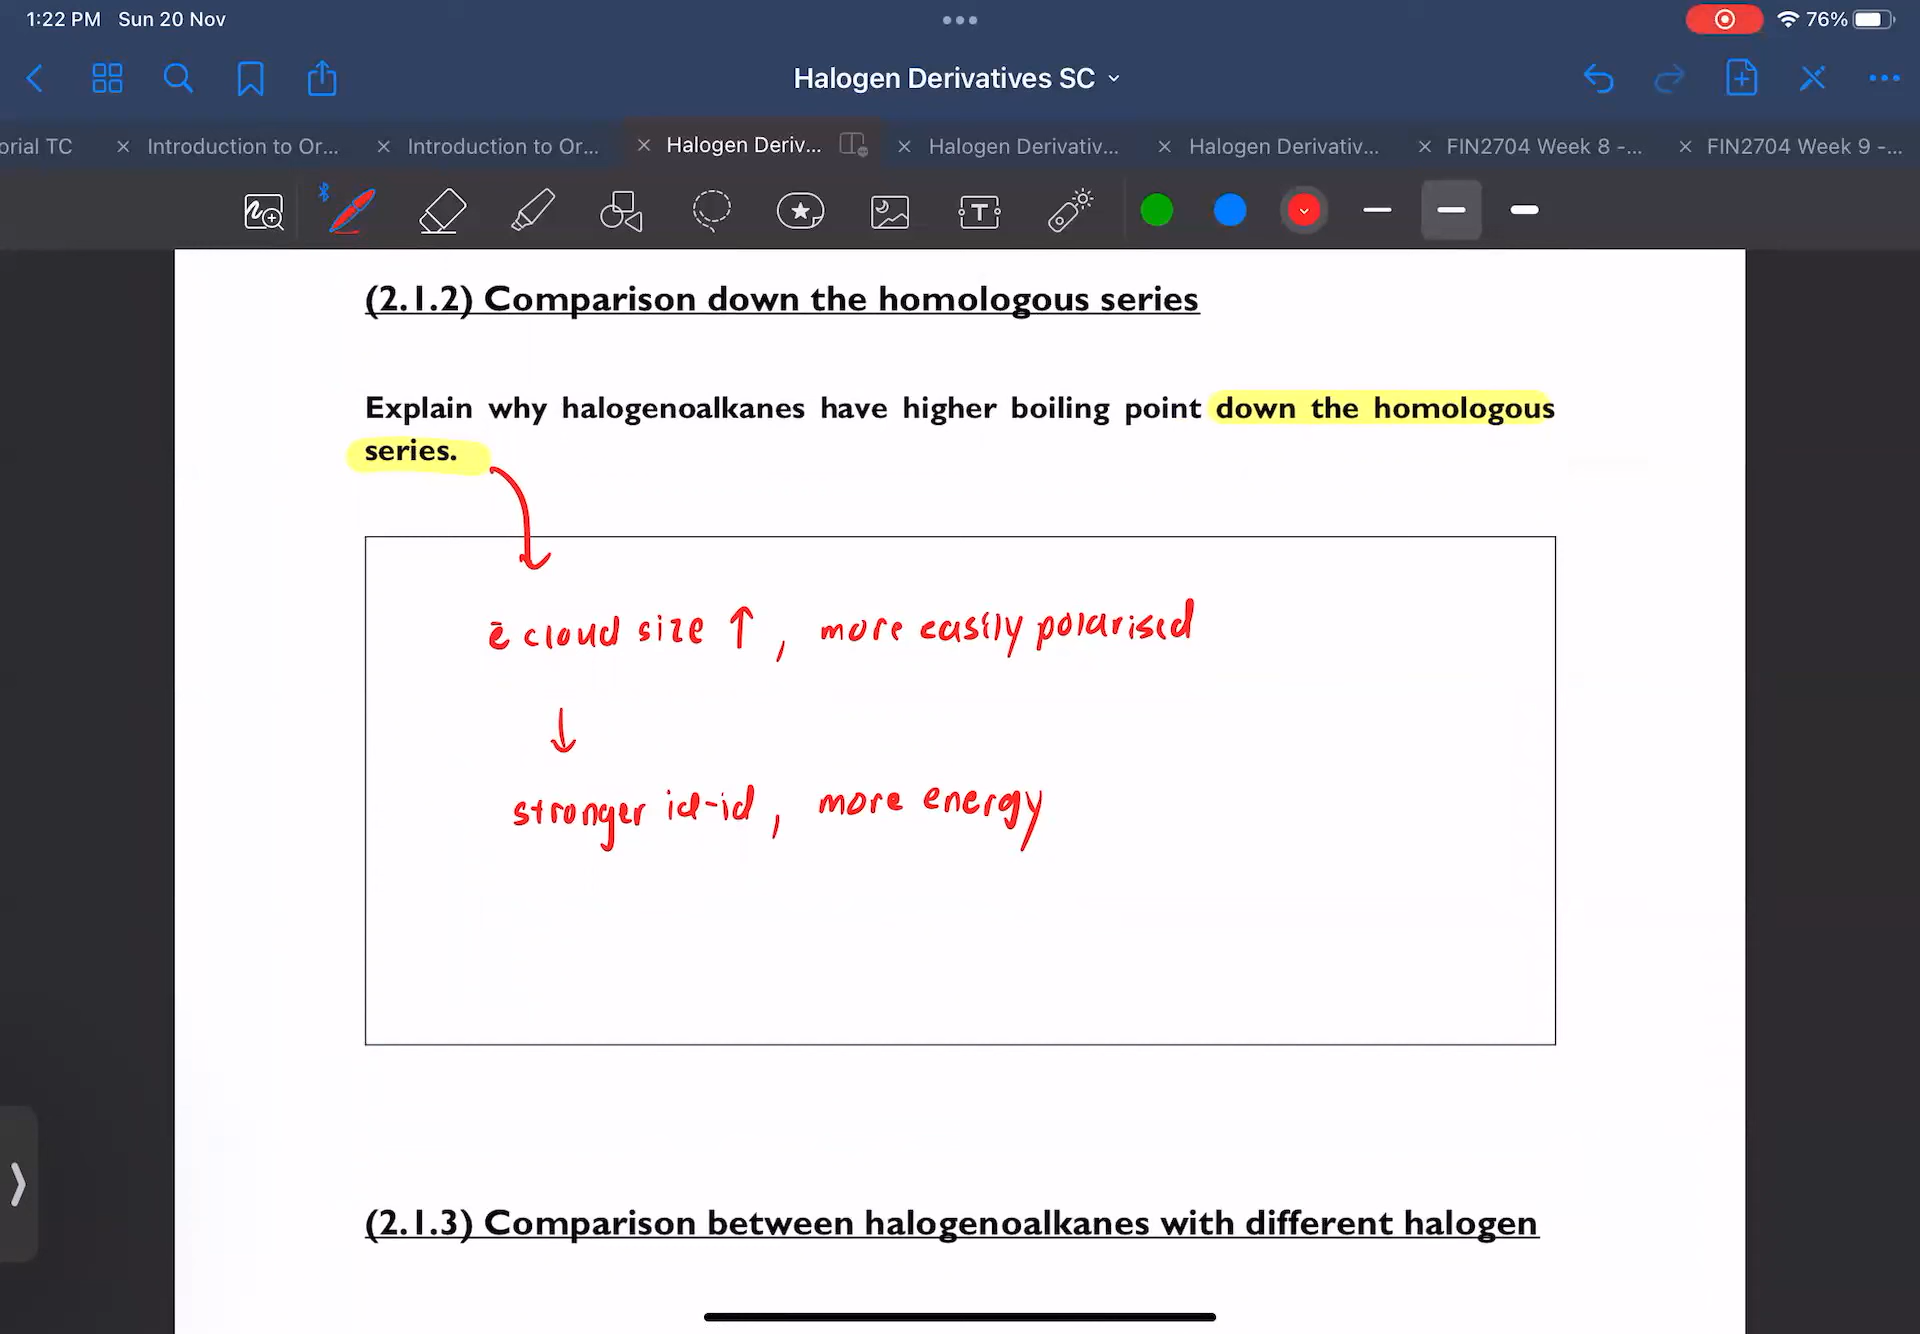 1:22 PM Sun 20 Nov
76%
Halogen Derivatives SC
orial TC
Introduction to Or...
Introduction to Or...
Halogen Deriv...
Halogen Derivativ...
Halogen Derivativ...
FIN2704 Week 8 -...
FIN2704 Week 9 -...
(2.1.2) Comparison down the homologous series
Explain why halogenoalkanes have higher boiling point down the homologous
series.
ē cloud size ↑, more easily polarised
↓
stronger id-id, more energy
(2.1.3) Comparison between halogenoalkanes with different halogen